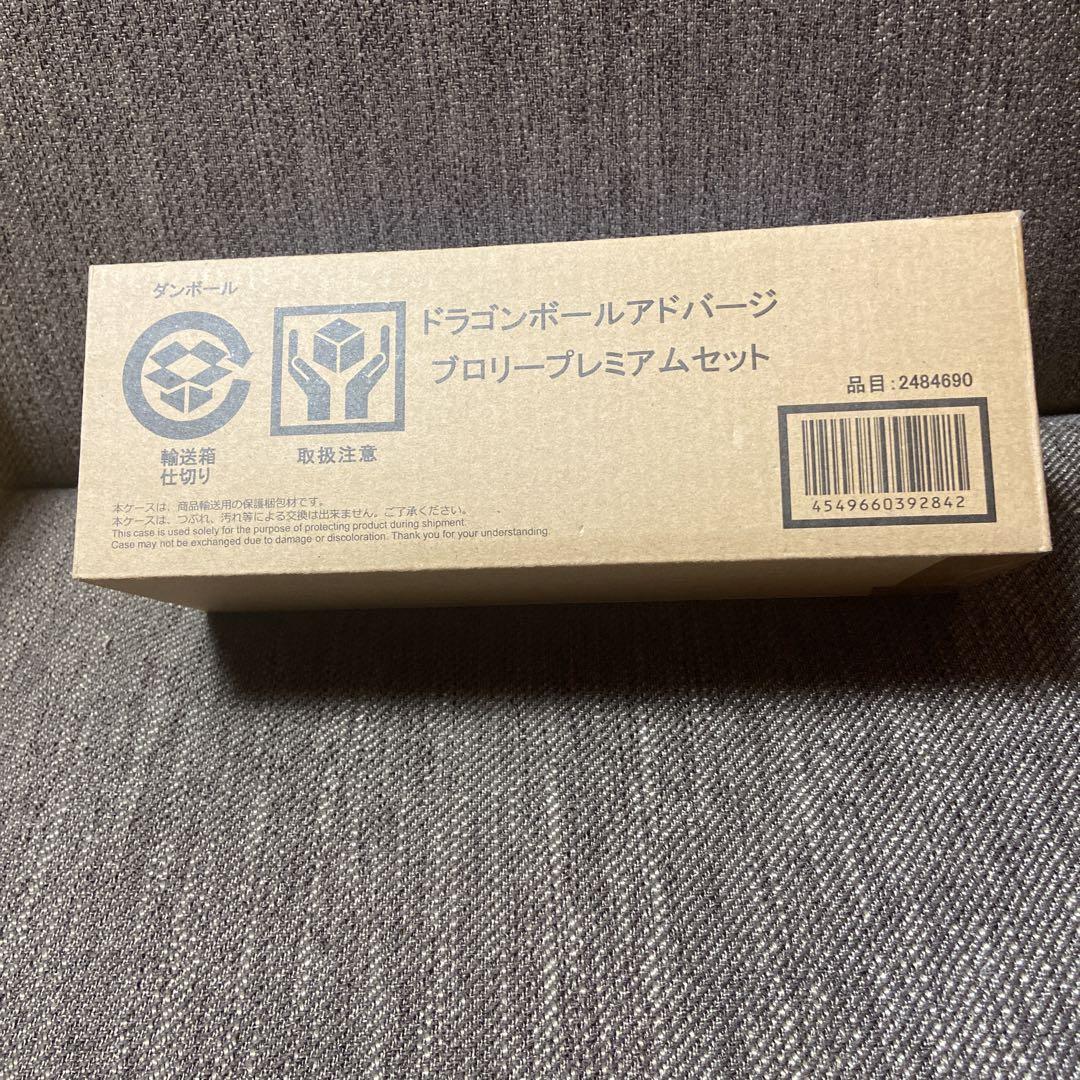 ダンボール
輸送箱
仕切り
取扱注意
ドラゴンボールアドバージ
ブロリープレミアムセット
品目:2484690
4549660392842
本ケースは、商品輸送用の保護梱包材です。
本ケースは、つぶれ、汚れ等による交換は出来ません。ご了承ください。
This case is used solely for the purpose of protecting product during shipment.
Case may not be exchanged due to damage or discoloration. Thank you for your understanding.